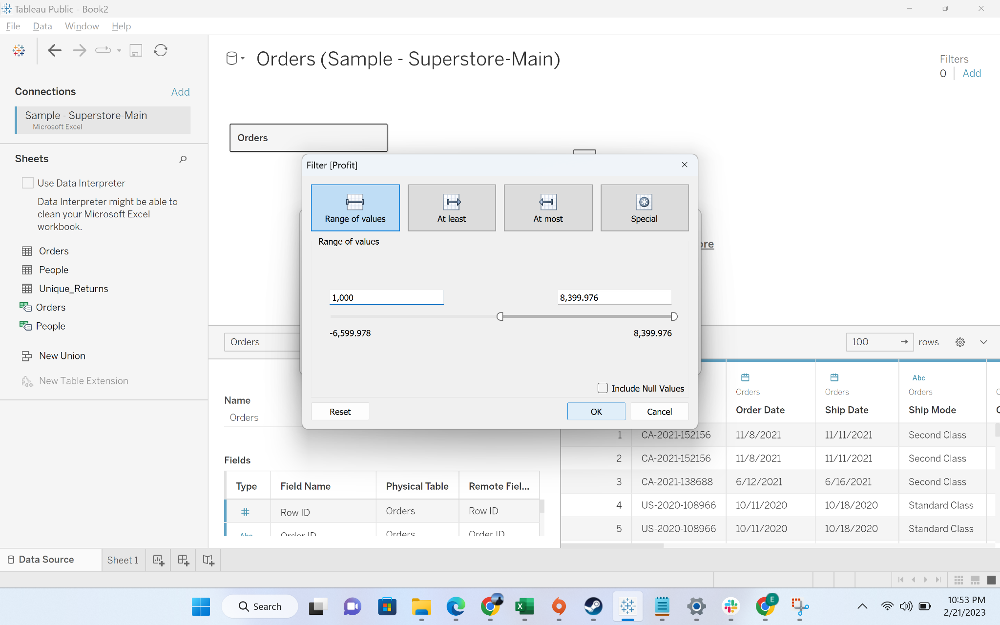 Tableau Public - Book2
File Data Window Help
Orders (Sample - Superstore-Main)
Filters
0 Add
Connections Add
Sample - Superstore-Main
Microsoft Excel
Sheets
Use Data Interpreter
Data Interpreter might be able to
clean your Microsoft Excel
workbook.
Orders
People
Unique_Returns
Orders
People
New Union
New Table Extension
Orders
Filter [Profit]
Range of values At least At most Special
Range of values
1,000 8,399.976
-6,599.978 8,399.976
Include Null Values
Reset OK Cancel
ore
Orders 100 rows
Name
Orders
Fields
Type Field Name Physical Table Remote Fiel...
# Row ID Orders Row ID
Abc Order ID Orders Order ID
Abc
Orders Orders Orders
Order Date Ship Date Ship Mode
1 CA-2021-152156 11/8/2021 11/11/2021 Second Class
2 CA-2021-152156 11/8/2021 11/11/2021 Second Class
3 CA-2021-138688 6/12/2021 6/16/2021 Second Class
4 US-2020-108966 10/11/2020 10/18/2020 Standard Class
5 US-2020-108966 10/11/2020 10/18/2020 Standard Class
Data Source Sheet 1
Search
E
10:53 PM
2/21/2023